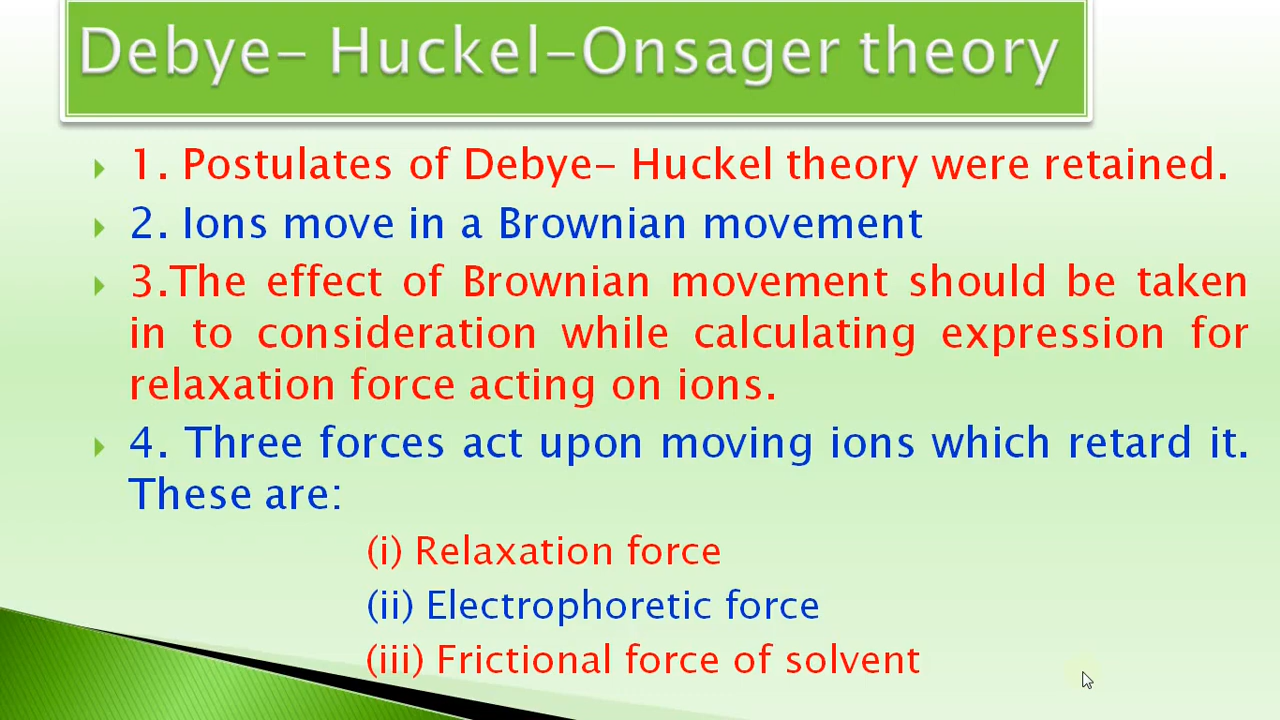 Debye- Huckel-Onsager theory
1. Postulates of Debye- Huckel theory were retained.
2. Ions move in a Brownian movement
3.The effect of Brownian movement should be taken
in to consideration while calculating expression for
relaxation force acting on ions.
4. Three forces act upon moving ions which retard it.
These are:
(i) Relaxation force
(ii) Electrophoretic force
(iii) Frictional force of solvent